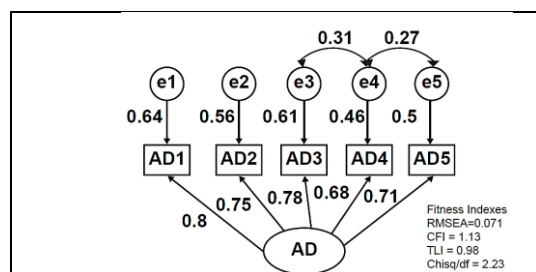 0.31 0.27
e1 e2 e3 e4 e5
0.64 0.56 0.61 0.46 0.5
AD1 AD2 AD3 AD4 AD5
0.8 0.75 0.78 0.68 0.71
AD
Fitness Indexes
RMSEA=0.071
CFI = 1.13
TLI = 0.98
Chisq/df = 2.23